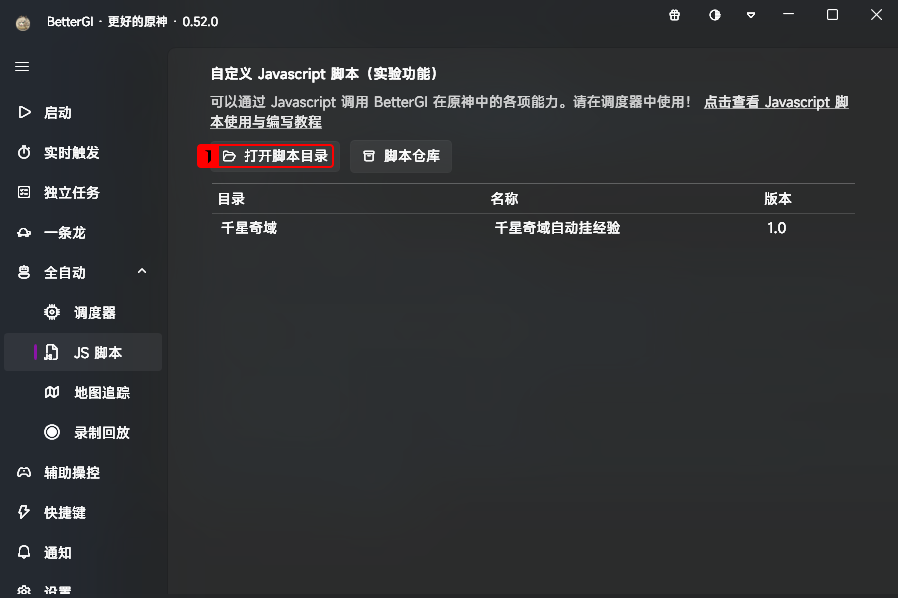 BetterGI · 更好的原神 · 0.52.0
自定义 Javascript 脚本（实验功能）
可以通过 Javascript 调用 BetterGI 在原神中的各项能力。请在调度器中使用！ 点击查看 Javascript 脚
本使用与编写教程
1 打开脚本目录 脚本仓库
目录 名称 版本
千星奇域 千星奇域自动挂经验 1.0
启动
实时触发
独立任务
一条龙
全自动
调度器
JS 脚本
地图追踪
录制回放
辅助操控
快捷键
通知
设置